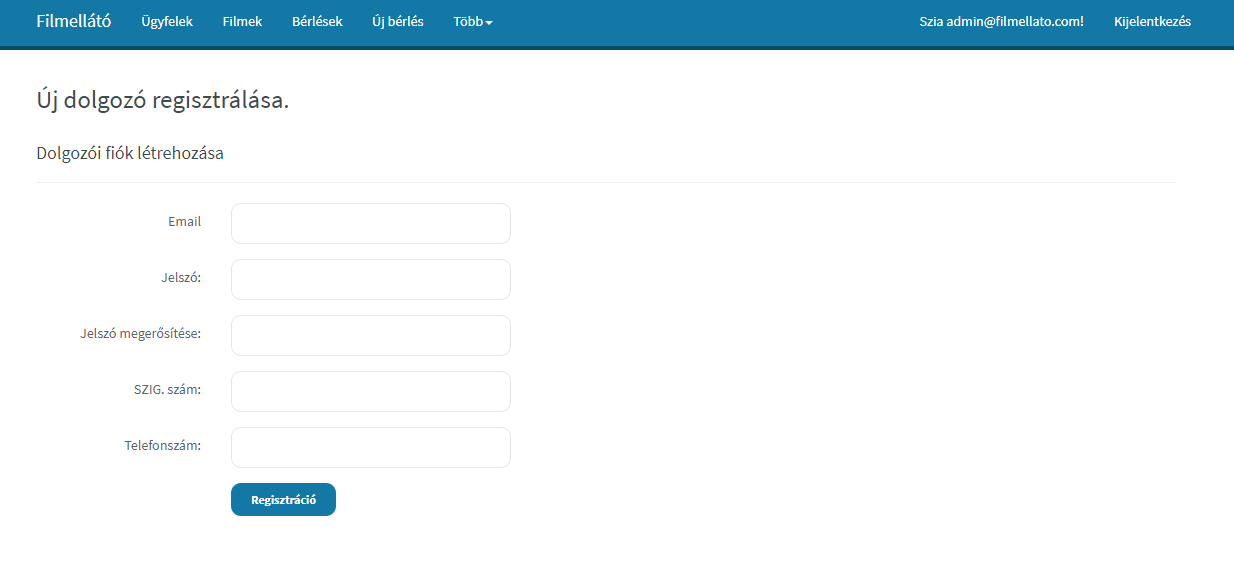 Filmellátó Ügyfelek Filmek Bérlések Új bérlés Több Szia admin@filmellato.com! Kijelentkezés
Új dolgozó regisztrálása.
Dolgozói fiók létrehozása
Email
Jelszó:
Jelszó megerősítése:
SZIG. szám:
Telefonszám:
Regisztráció